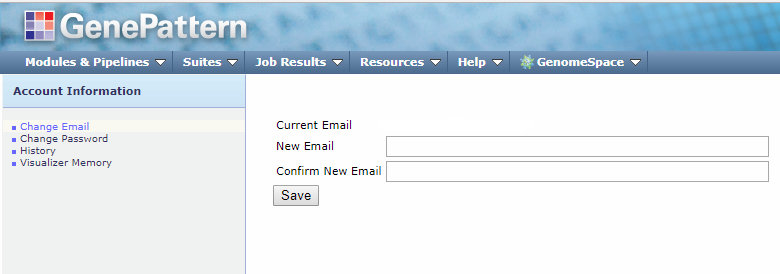 GenePattern
Modules & Pipelines Suites Job Results Resources Help GenomeSpace
Account Information
Change Email
Change Password
History
Visualizer Memory
Current Email
New Email
Confirm New Email
Save